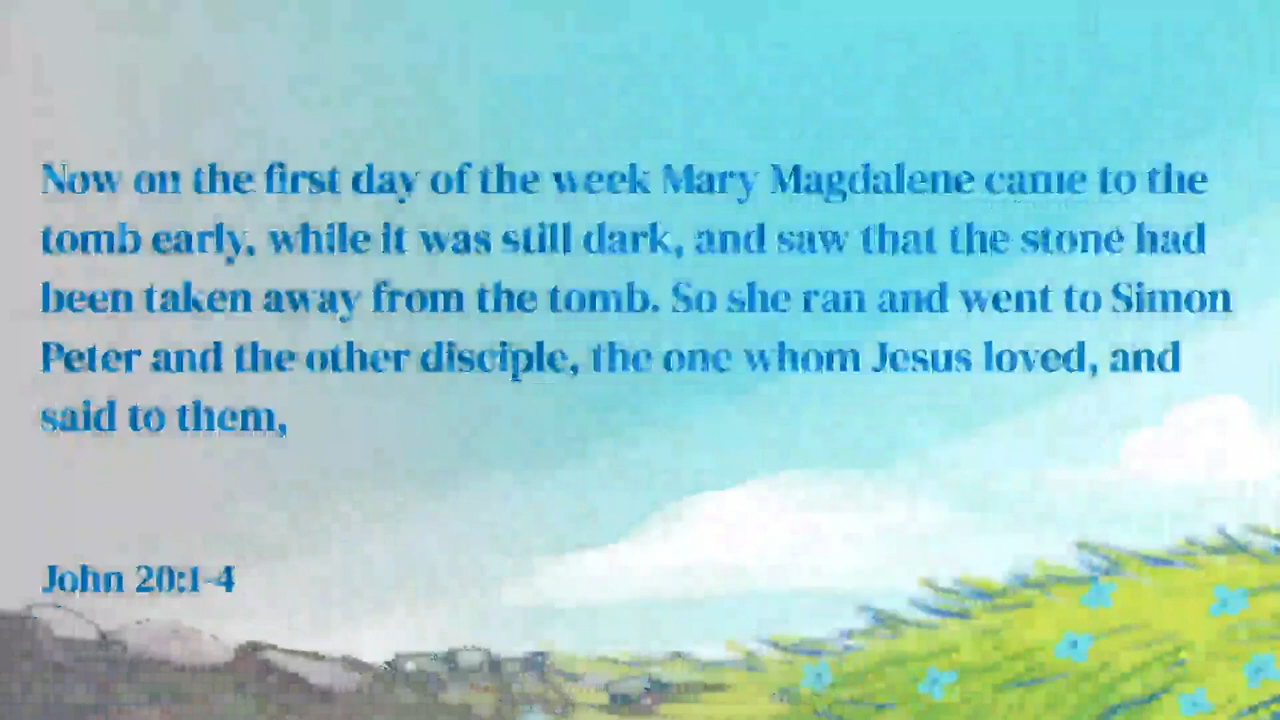 Now on the first day of the week Mary Magdalene came to the
tomb early, while it was still dark, and saw that the stone had
been taken away from the tomb. So she ran and went to Simon
Peter and the other disciple, the one whom Jesus loved, and
said to them,
John 20:1-4